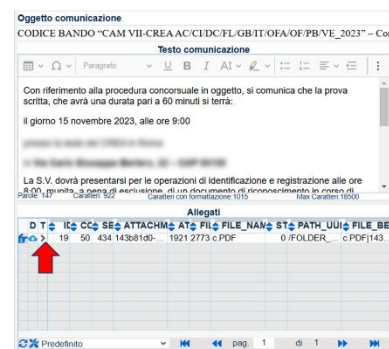 Oggetto comunicazione
CODICE BANDO “CAM VII-CREA AC/CI/DC/FL/GB/IT/OFA/OF/PB/VE_2023” – Co
Testo comunicazione
Paragrafo
U B I AI
Con riferimento alla procedura concorsuale in oggetto, si comunica che la prova
scritta, che avrà una durata pari a 60 minuti si terrà:
il giorno 15 novembre 2023, alle ore 9:00
La S.V. dovrà presentarsi per le operazioni di identificazione e registrazione alle ore
8:00, munita, a pena di esclusione, di un documento di riconoscimento in corso di
Parole: 147 Caratteri: 922 Caratteri con formattazione:1015 Max Caratteri 18500
Allegati
D T CC SE ATTACHM AT FIL FILE_NAM ST PATH_UUI FILE_BE
19 50 434 143b81d0-... 1921 2773 c.PDF 0 /FOLDER_... c.PDF|143...
Predefinito pag. 1 di 1